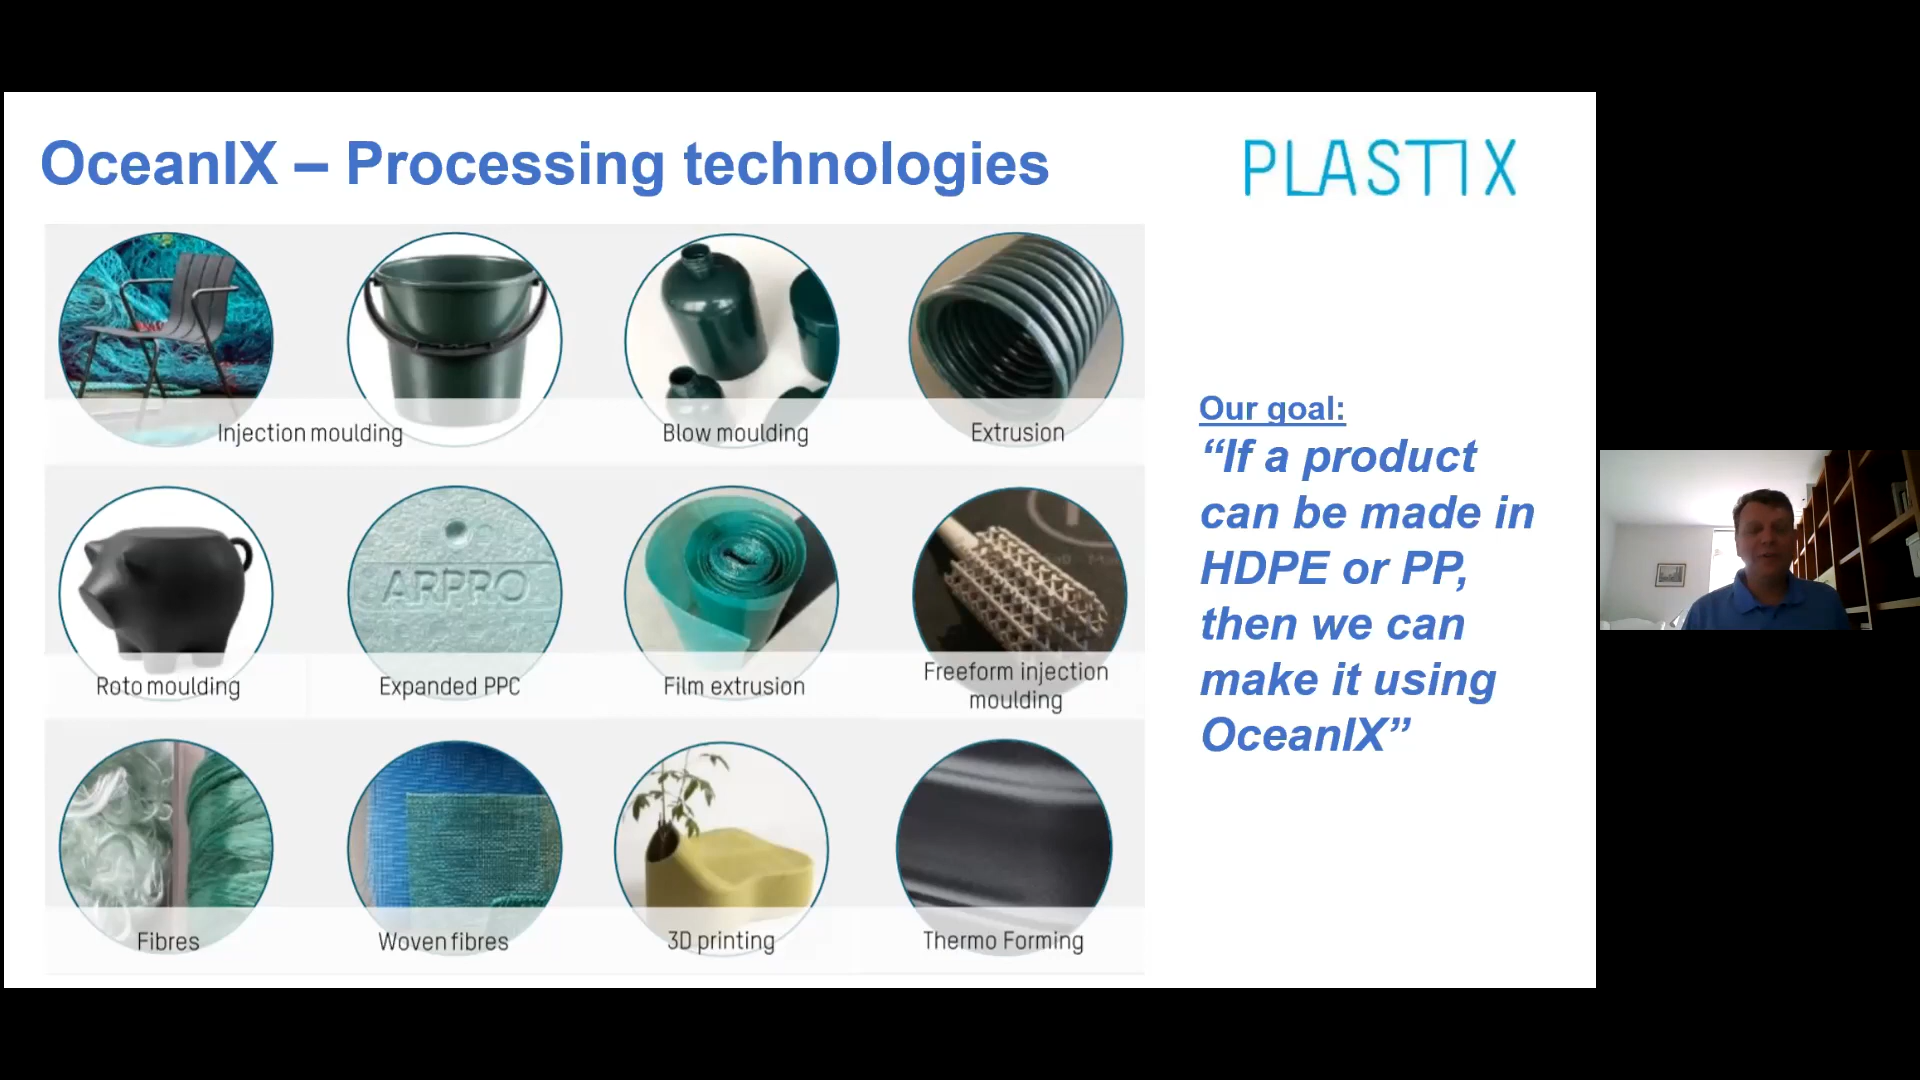 OceanIX – Processing technologies
PLASTIX
Injection moulding
Blow moulding
Extrusion
ARPRO
Roto moulding
Expanded PPC
Film extrusion
Freeform injection
moulding
Fibres
Woven fibres
3D printing
Thermo Forming
Our goal:
“If a product
can be made in
HDPE or PP,
then we can
make it using
OceanIX”